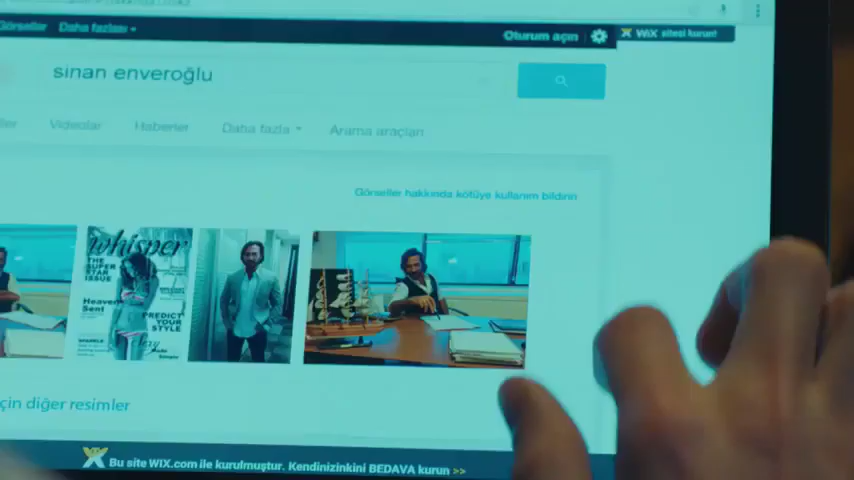 Görseller Daha fazlası
Oturum açın
WiX sitesi kurun!
sinan enveroğlu
Videolar Haberler Daha fazla Arama araçları
Görseller hakkında kötüye kullanım bildirin
whisper
THE
SUPER
STAR
ISSUE
Heaven
Sent
PREDICT
YOUR
STYLE
için diğer resimler
WiX Bu site WIX.com ile kurulmuştur. Kendinizinkini BEDAVA kurun >>